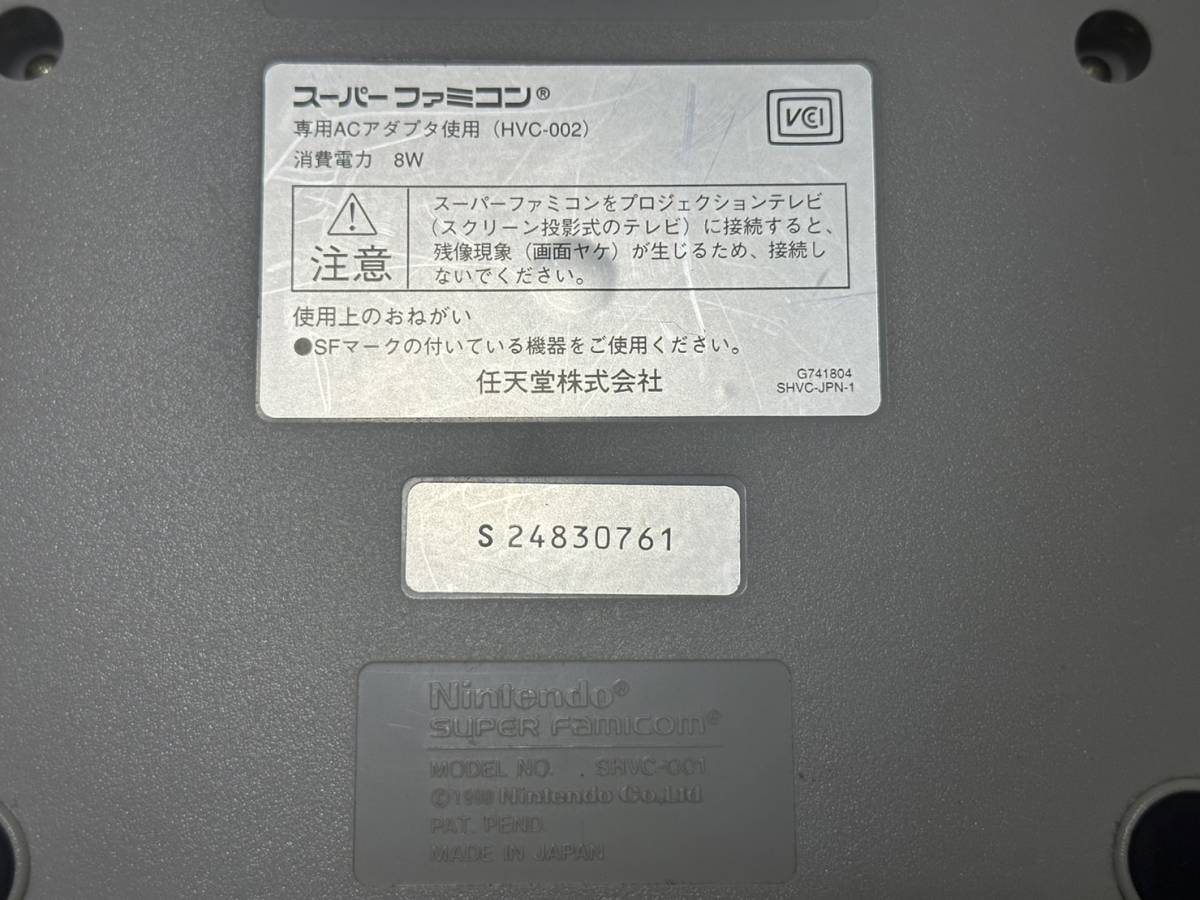 スーパーファミコン®
専用ACアダプタ使用（HVC-002）
消費電力　8W
VCCI
注意
スーパーファミコンをプロジェクションテレビ
（スクリーン投影式のテレビ）に接続すると、
残像現象（画面ヤケ）が生じるため、接続し
ないでください。
使用上のおねがい
●SFマークの付いている機器をご使用ください。
任天堂株式会社
G741804
SHVC-JPN-1
S 24830761
Nintendo®
SUPER Famicom®
MODEL NO. SHVC-001
©1990 Nintendo Co.,Ltd
PAT. PEND.
MADE IN JAPAN